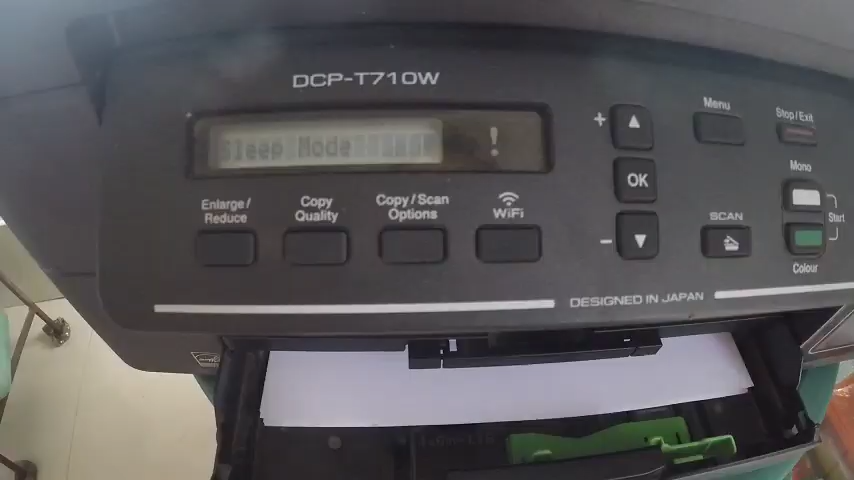 DCP-T710W
Sleep Mode
!
+
Menu
Stop/Exit
Enlarge/
Reduce
Copy
Quality
Copy/Scan
Options
WiFi
OK
−
SCAN
Mono
Start
Colour
DESIGNED IN JAPAN